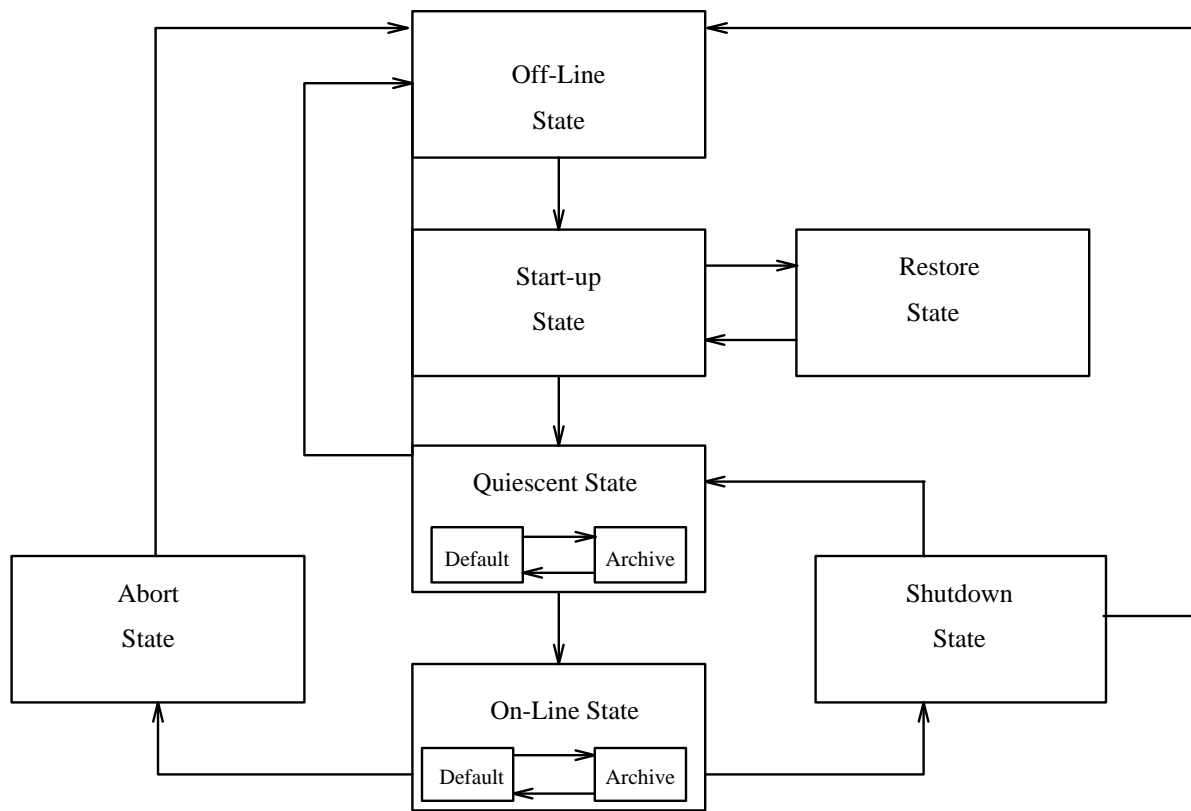 Off-Line
State
Start-up
State
Restore
State
Quiescent State
Default
Archive
Abort
State
Shutdown
State
On-Line State
Default
Archive